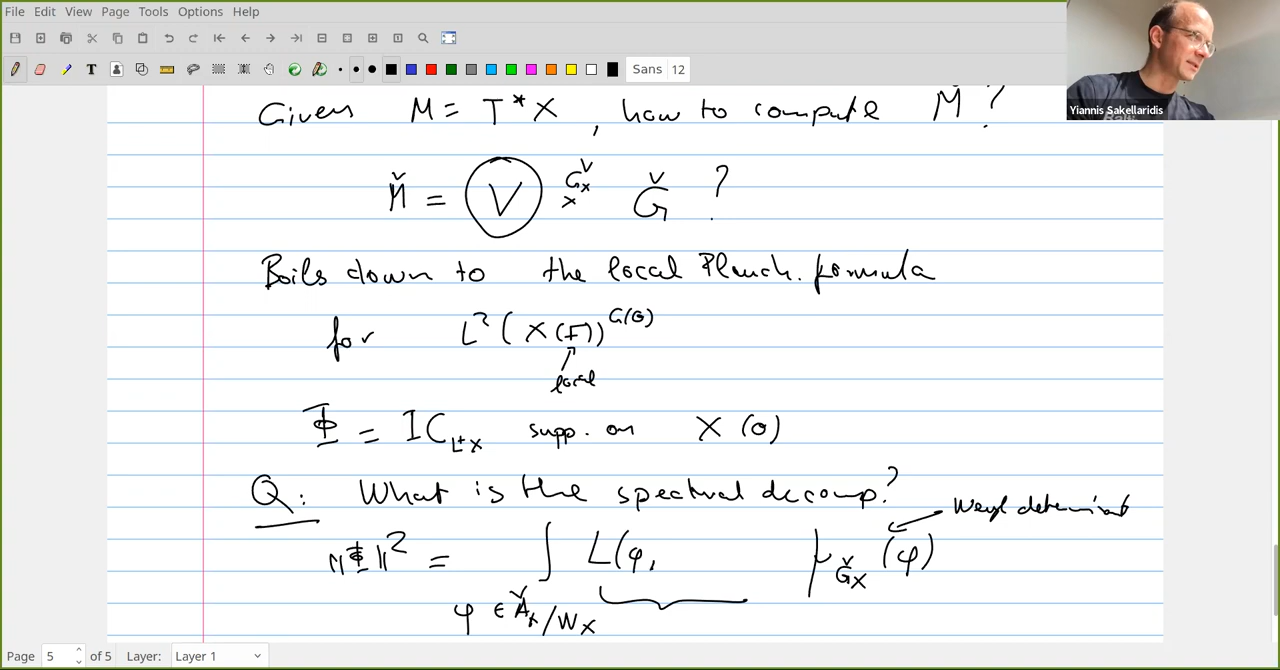 File Edit View Journal Page Tools Options Help
Sans 12
Yiannis Sakellaridis
Given M = T*X, how to compute M̌ ?
M̌ = V ×^{Ǧ_X} Ǧ ?
Boils down to the local Planch. formula
for L²(X(F))^{G(O)}
local
Φ = IC_{L⁺X} supp. on X(O)
Q: What is the spectral decomp.?
Weyl determinant
‖Φ‖² = ∫ L(φ, μ_{Ǧ_X}(φ)
φ ∈ Ǎ_X/W_X
Page 5 of 5 Layer: Layer 1